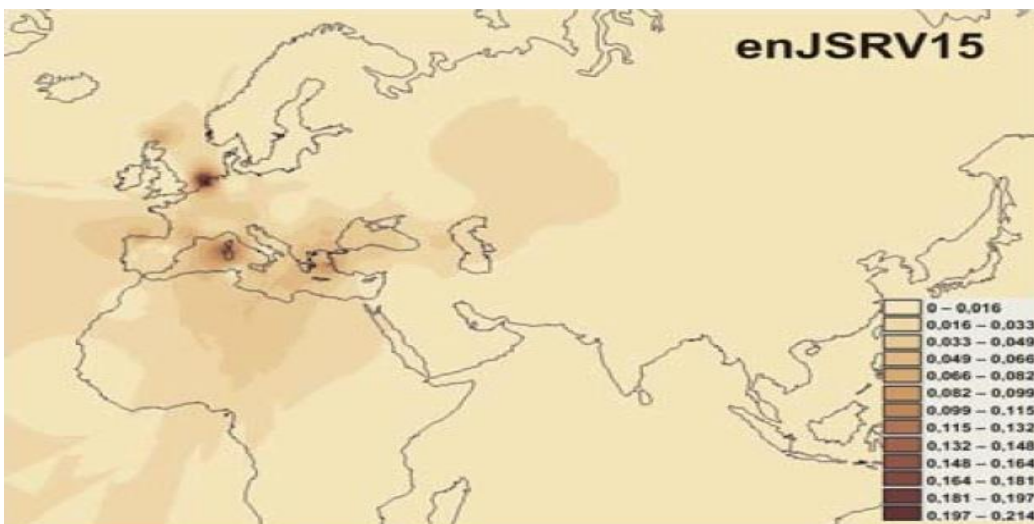 enJSRV15
0 – 0,016
0,016 – 0,033
0,033 – 0,049
0,049 – 0,066
0,066 – 0,082
0,082 – 0,099
0,099 – 0,115
0,115 – 0,132
0,132 – 0,148
0,148 – 0,164
0,164 – 0,181
0,181 – 0,197
0,197 – 0,214